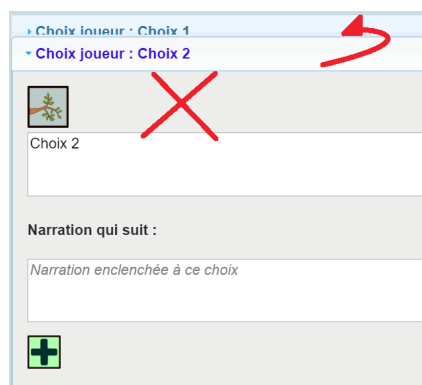 Choix joueur : Choix 1
Choix joueur : Choix 2
Choix 2
Narration qui suit :
Narration enclenchée à ce choix